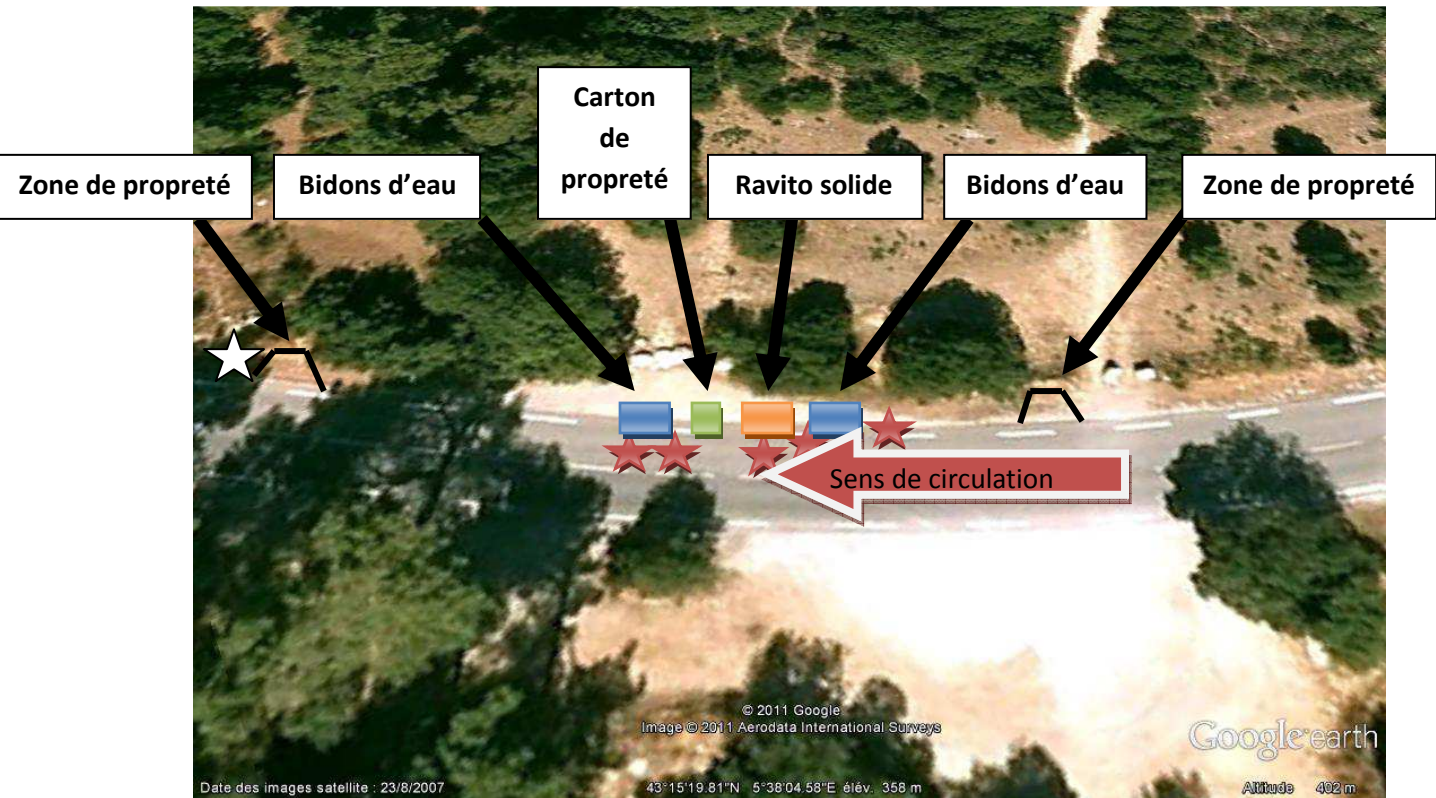 Carton
de
propreté
Zone de propreté
Bidons d'eau
Ravito solide
Bidons d'eau
Zone de propreté
Sens de circulation
© 2011 Google
Image © 2011 Aerodata International Surveys
Google earth
Date des images satellite : 23/8/2007
43°15'19.81"N 5°38'04.58"E élév. 358 m
Altitude 402 m